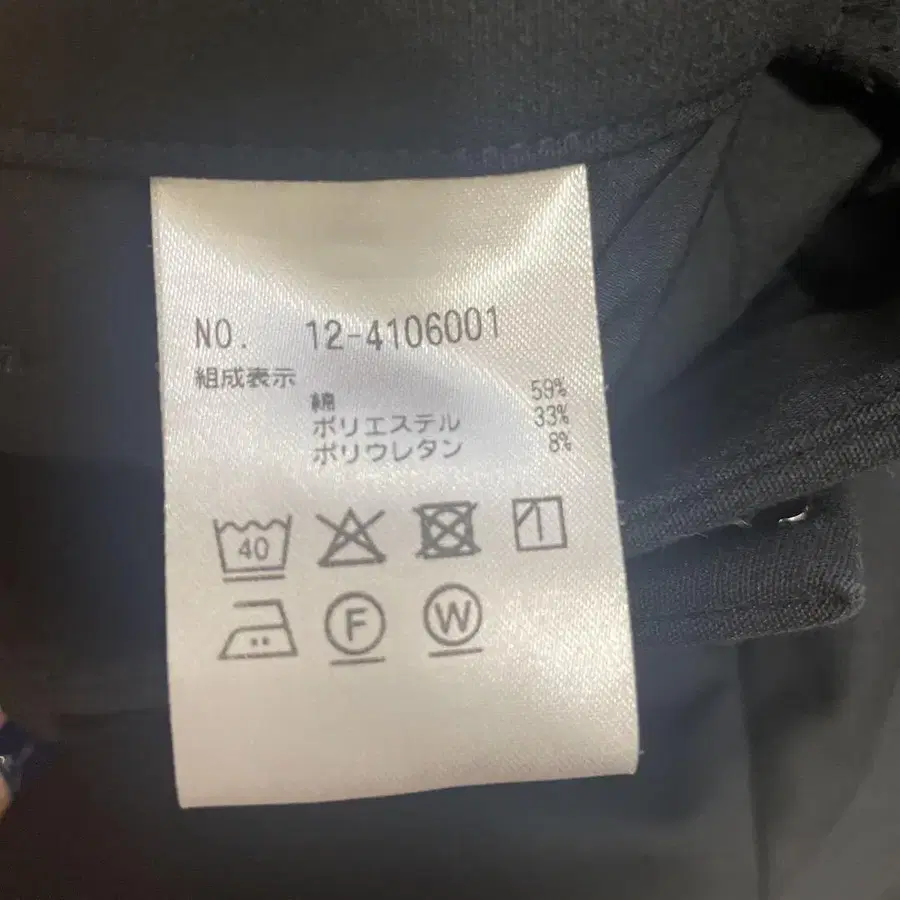 NO. 12-4106001
組成表示
綿 59%
ポリエステル 33%
ポリウレタン 8%
40
F W